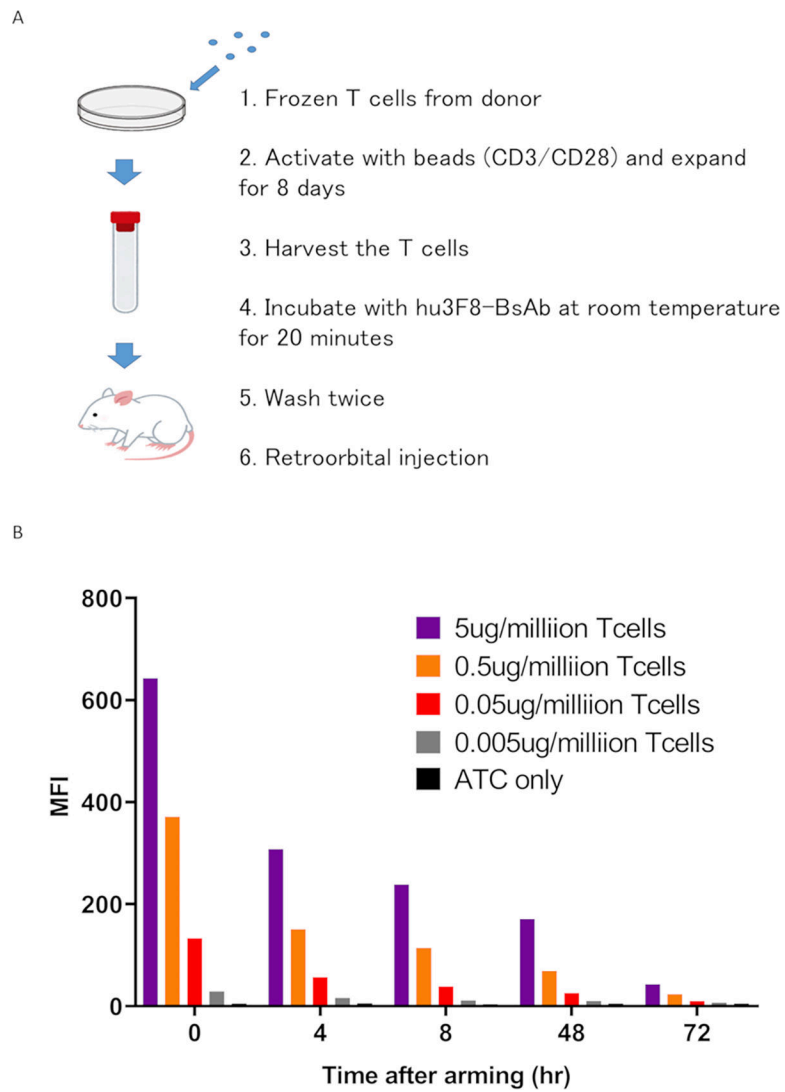 A
1. Frozen T cells from donor
2. Activate with beads (CD3/CD28) and expand
for 8 days
3. Harvest the T cells
4. Incubate with hu3F8-BsAb at room temperature
for 20 minutes
5. Wash twice
6. Retroorbital injection
B
800
600
400
200
0
MFI
5ug/milliion Tcells
0.5ug/milliion Tcells
0.05ug/milliion Tcells
0.005ug/milliion Tcells
ATC only
0 4 8 48 72
Time after arming (hr)